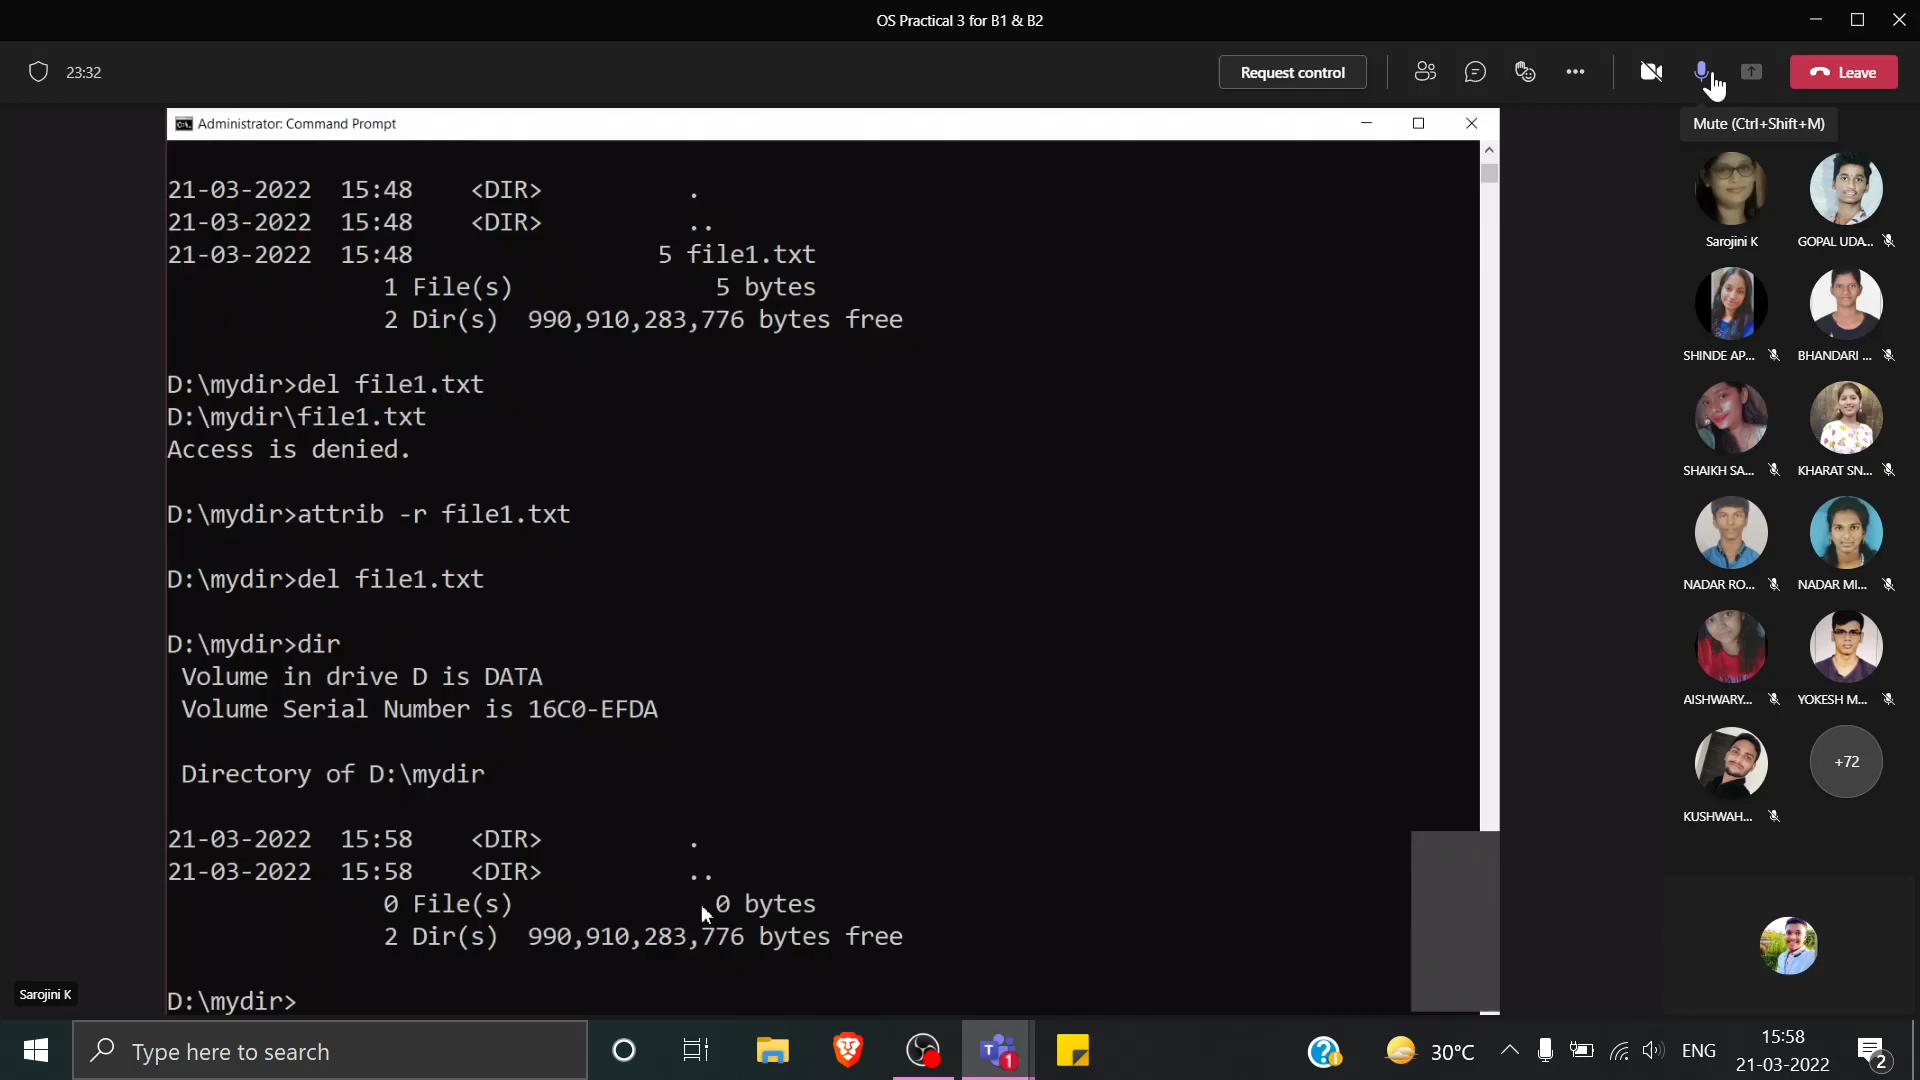 OS Practical 3 for B1 & B2
23:32
Request control
Leave
Mute (Ctrl+Shift+M)
Administrator: Command Prompt
21-03-2022 15:48 <DIR> .
21-03-2022 15:48 <DIR> ..
21-03-2022 15:48 5 file1.txt
1 File(s) 5 bytes
2 Dir(s) 990,910,283,776 bytes free
D:\mydir>del file1.txt
D:\mydir\file1.txt
Access is denied.
D:\mydir>attrib -r file1.txt
D:\mydir>del file1.txt
D:\mydir>dir
Volume in drive D is DATA
Volume Serial Number is 16C0-EFDA
Directory of D:\mydir
21-03-2022 15:58 <DIR> .
21-03-2022 15:58 <DIR> ..
0 File(s) 0 bytes
2 Dir(s) 990,910,283,776 bytes free
D:\mydir>
Sarojini K
Sarojini K GOPAL UDA...
SHINDE AP... BHANDARI ...
SHAIKH SA... KHARAT SN...
NADAR RO... NADAR MI...
AISHWARY... YOKESH M...
+72
KUSHWAH...
Type here to search
T 1
30°C
ENG
15:58
21-03-2022
2